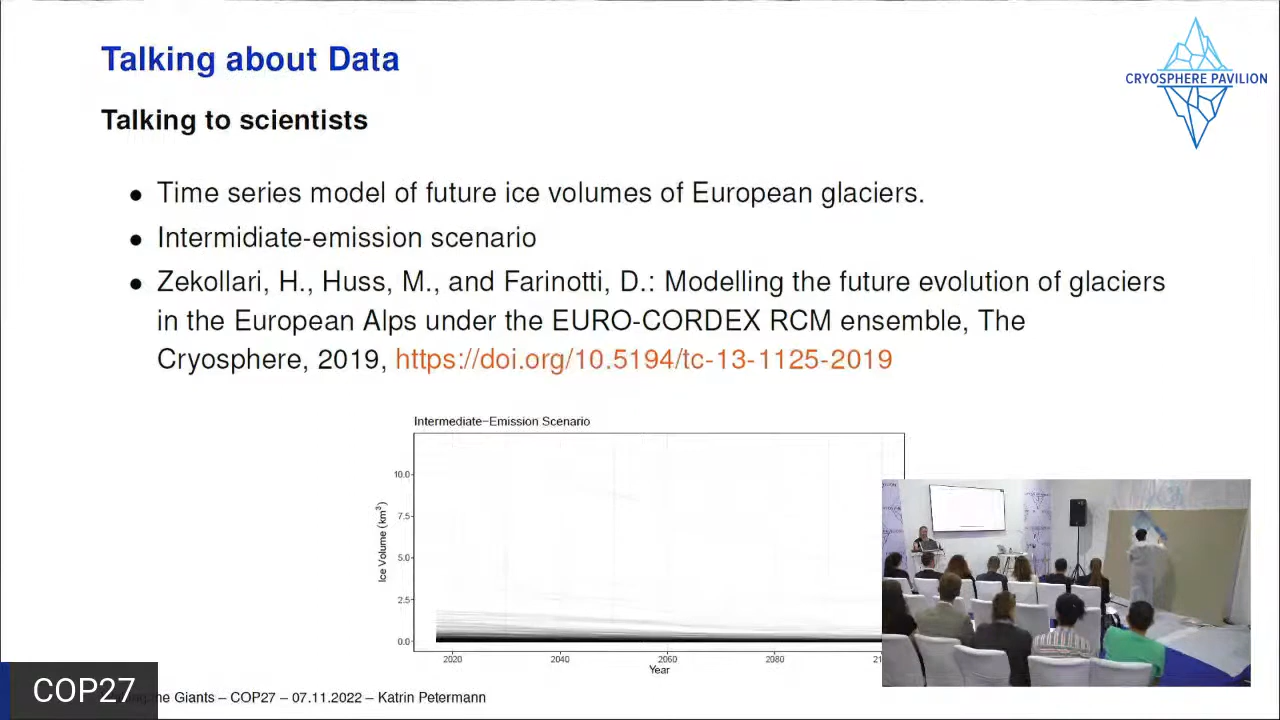 Talking about Data
CRYOSPHERE PAVILION
Talking to scientists
Time series model of future ice volumes of European glaciers.
Intermidiate-emission scenario
Zekollari, H., Huss, M., and Farinotti, D.: Modelling the future evolution of glaciers
in the European Alps under the EURO-CORDEX RCM ensemble, The
Cryosphere, 2019, https://doi.org/10.5194/tc-13-1125-2019
Intermediate-Emission Scenario
10.0
7.5
5.0
2.5
0.0
Ice Volume (km³)
2020 2040 2060 2080
Year
COP27
the Giants – COP27 – 07.11.2022 – Katrin Petermann